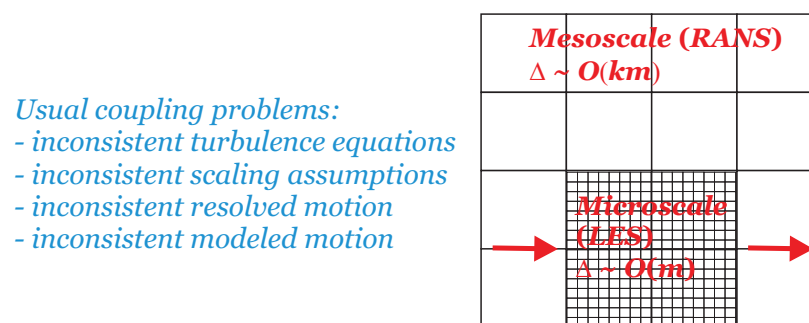 Mesoscale (RANS)
Δ ~ O(km)
Usual coupling problems:
- inconsistent turbulence equations
- inconsistent scaling assumptions
- inconsistent resolved motion
- inconsistent modeled motion
Microscale
(LES)
Δ ~ O(m)